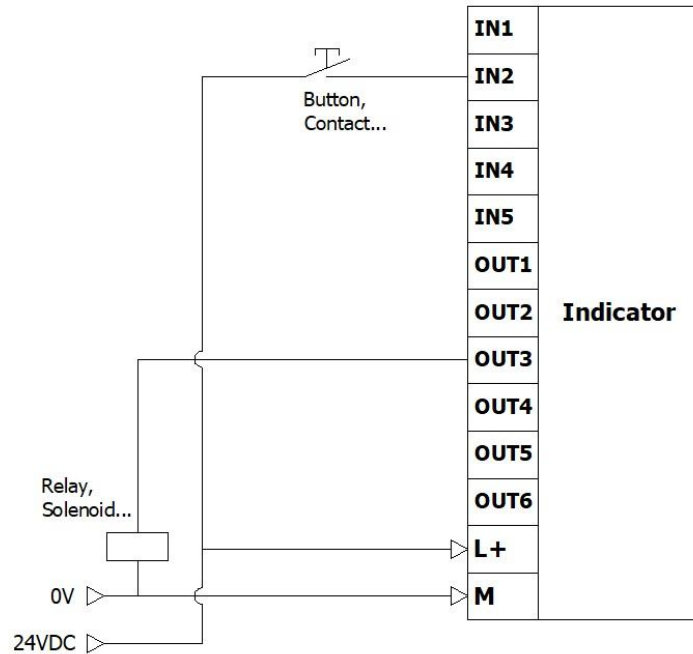 IN1
IN2
Button,
Contact...
IN3
IN4
IN5
OUT1
OUT2
Indicator
OUT3
OUT4
OUT5
Relay,
Solenoid...
OUT6
L+
0V
M
24VDC